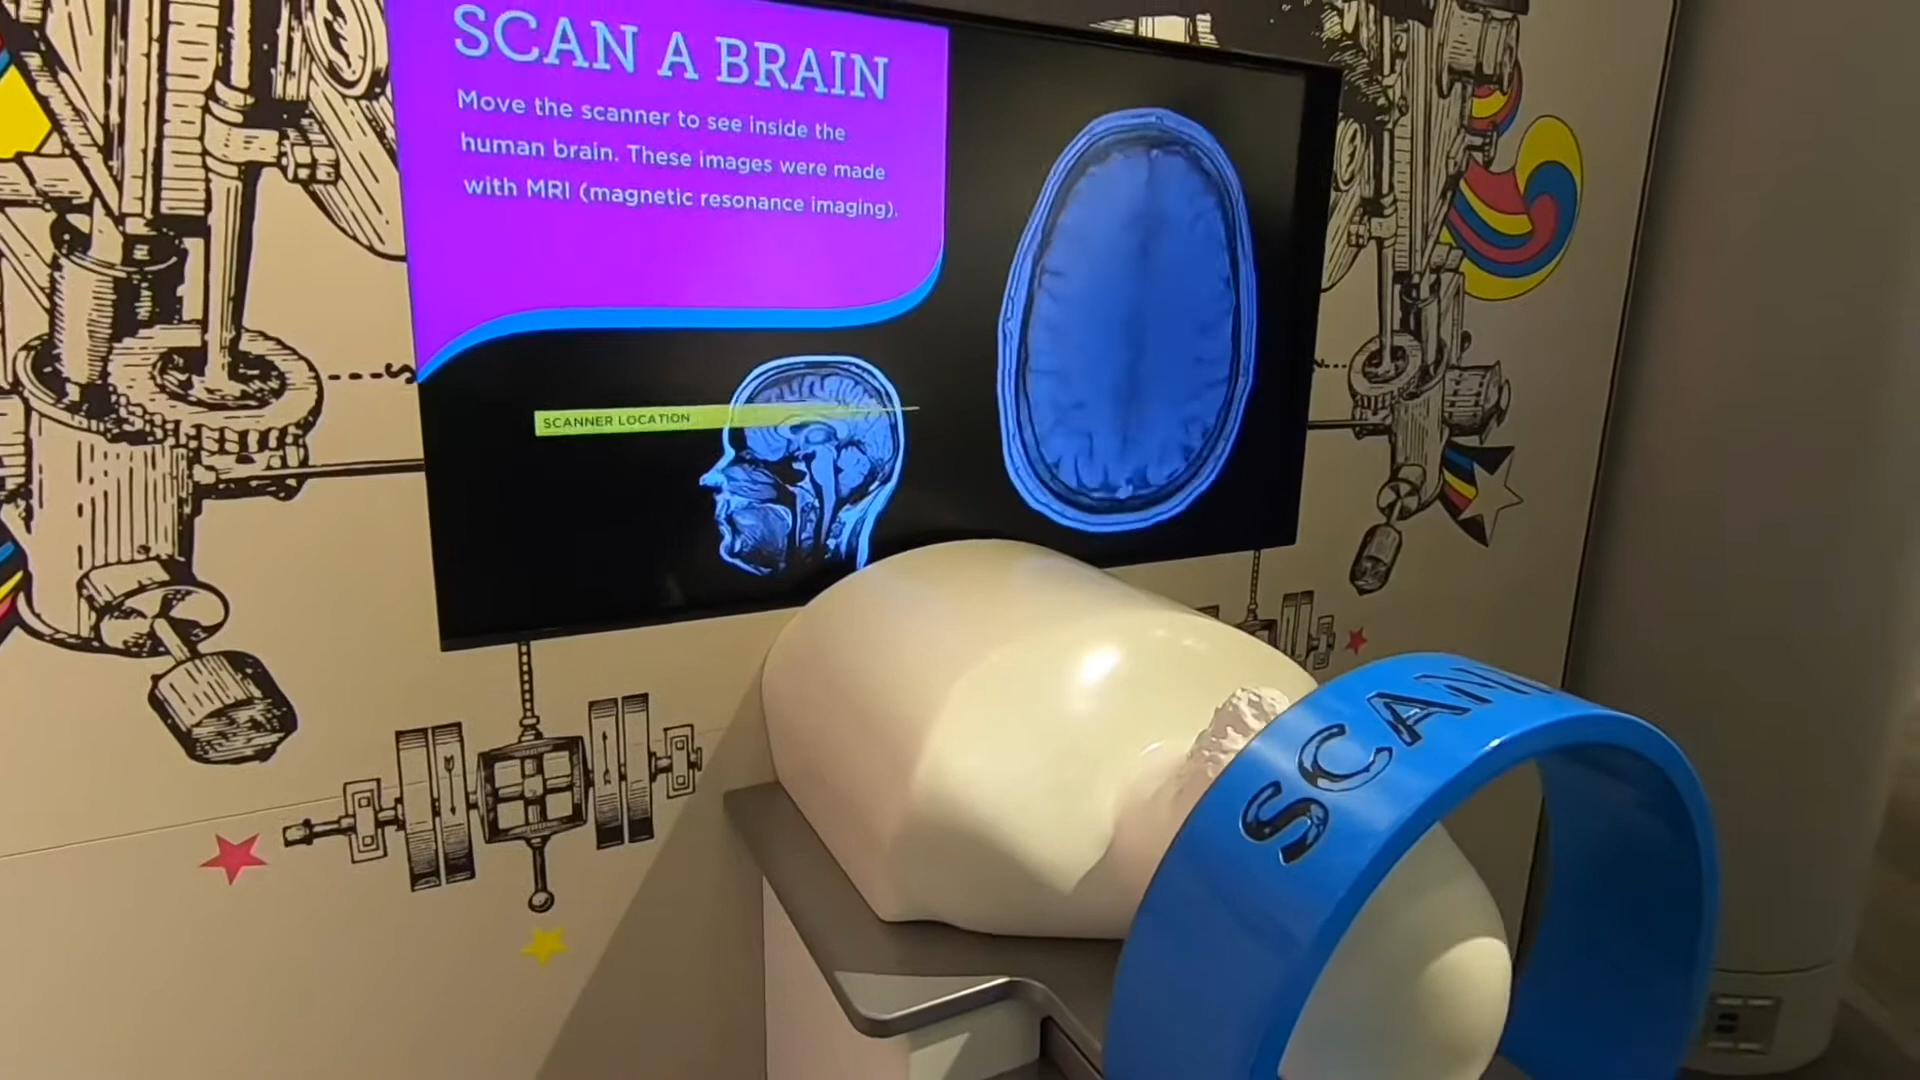 SCAN A BRAIN
Move the scanner to see inside the
human brain. These images were made
with MRI (magnetic resonance imaging).
SCANNER LOCATION